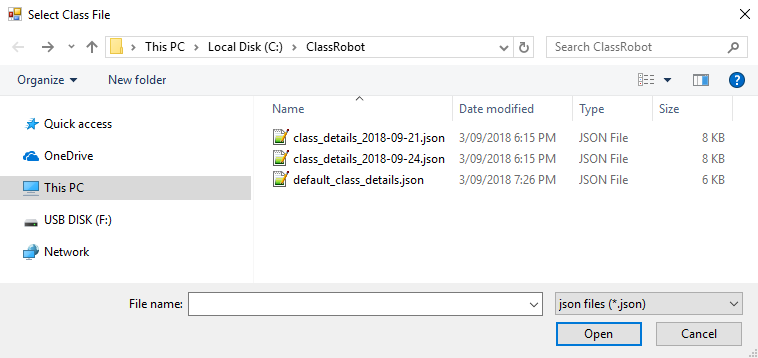 Select Class File
This PC > Local Disk (C:) > ClassRobot
Search ClassRobot
Organize
New folder
Name Date modified Type Size
Quick access
OneDrive
This PC
USB DISK (F:)
Network
class_details_2018-09-21.json 3/09/2018 6:15 PM JSON File 8 KB
class_details_2018-09-24.json 3/09/2018 6:15 PM JSON File 8 KB
default_class_details.json 3/09/2018 7:26 PM JSON File 6 KB
File name:
json files (*.json)
Open
Cancel